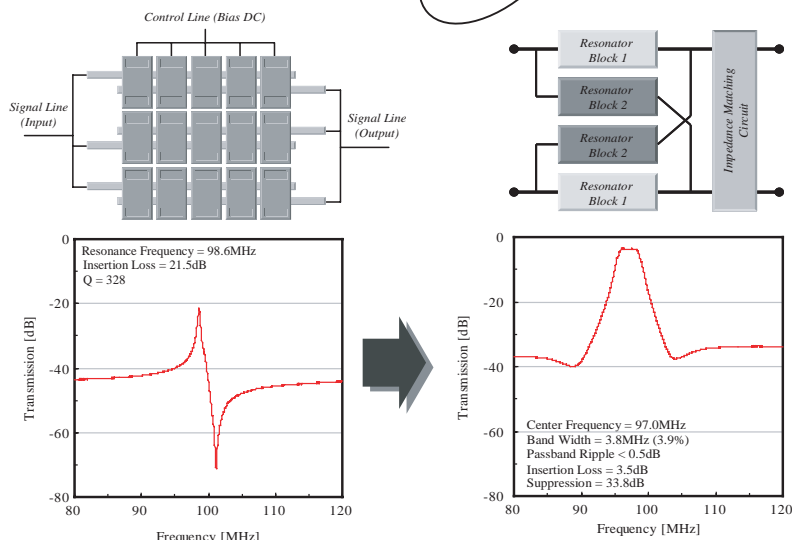 Control Line (Bias DC)
Signal Line
(Input)
Signal Line
(Output)
Resonator
Block 1
Resonator
Block 2
Resonator
Block 2
Resonator
Block 1
Impedance Matching
Circuit
Resonance Frequency = 98.6MHz
Insertion Loss = 21.5dB
Q = 328
Transmission [dB]
0
-20
-40
-60
-80
80
90
100
110
120
Frequency [MHz]
Transmission [dB]
0
-20
-40
-60
-80
Center Frequency = 97.0MHz
Band Width = 3.8MHz (3.9%)
Passband Ripple < 0.5dB
Insertion Loss = 3.5dB
Suppression = 33.8dB
80
90
100
110
120
Frequency [MHz]